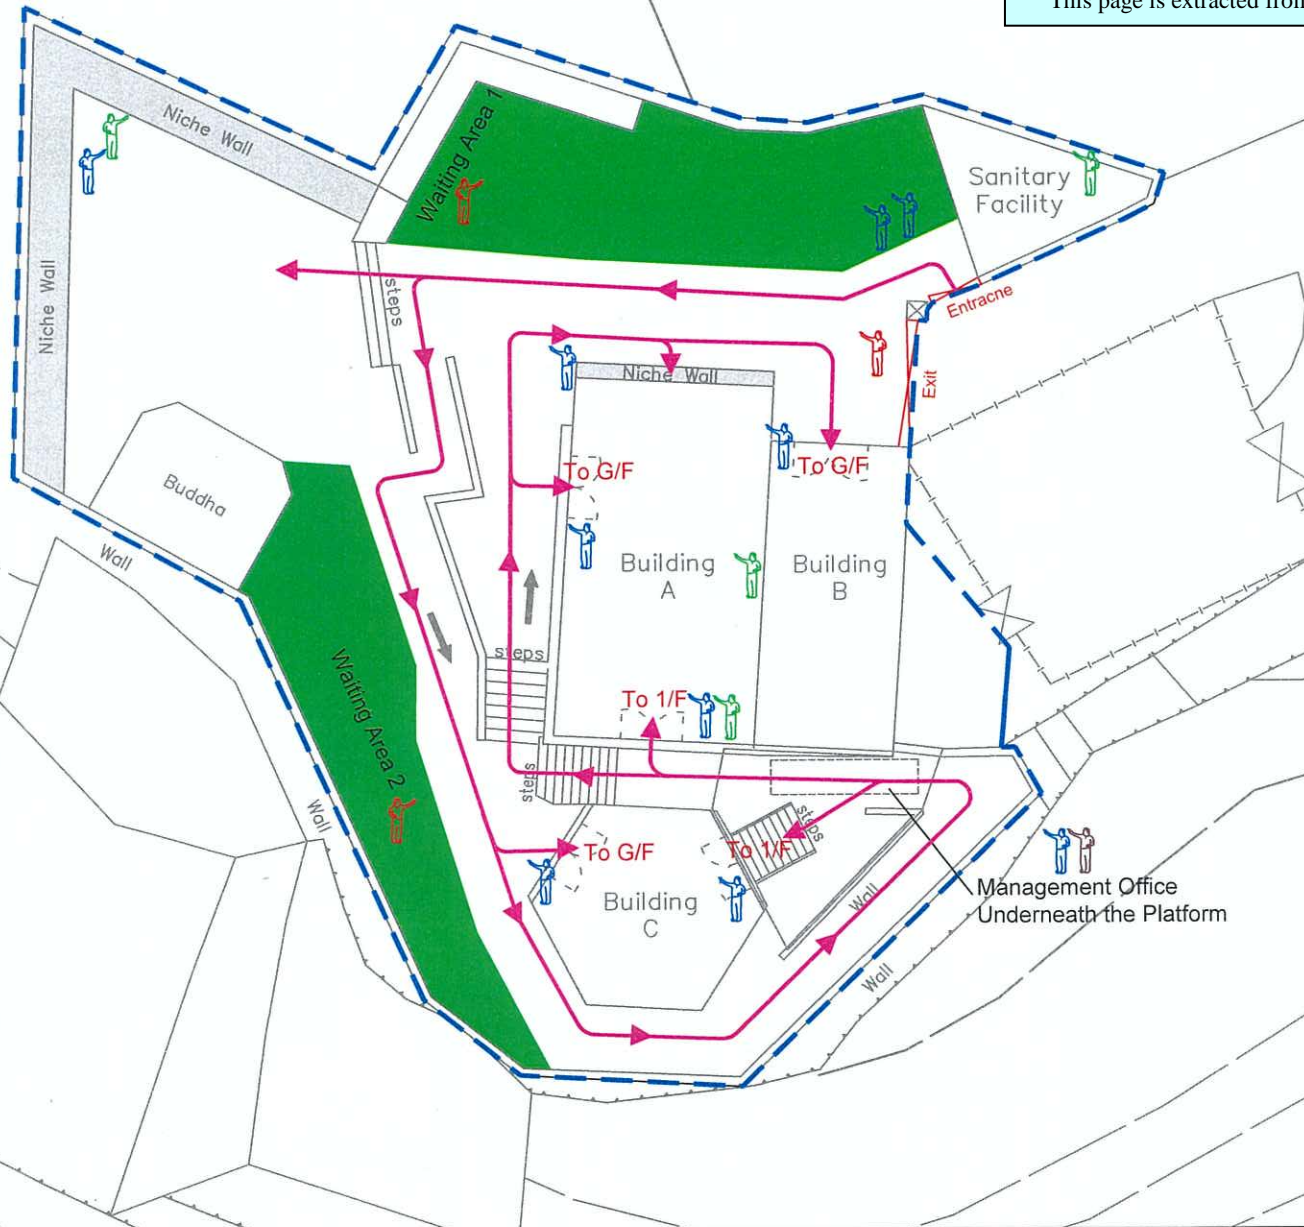 This page is extracted from
Niche Wall
Waiting Area 1
Sanitary
Facility
Niche Wall
steps
Entracne
Niche Wall
Exit
To G/F
To G/F
Buddha
Wall
Building
A
Building
B
steps
Waiting Area 2
To 1/F
steps
Wall
steps
To G/F
To 1/F
Building
C
Wall
Management Office
Underneath the Platform
Wall